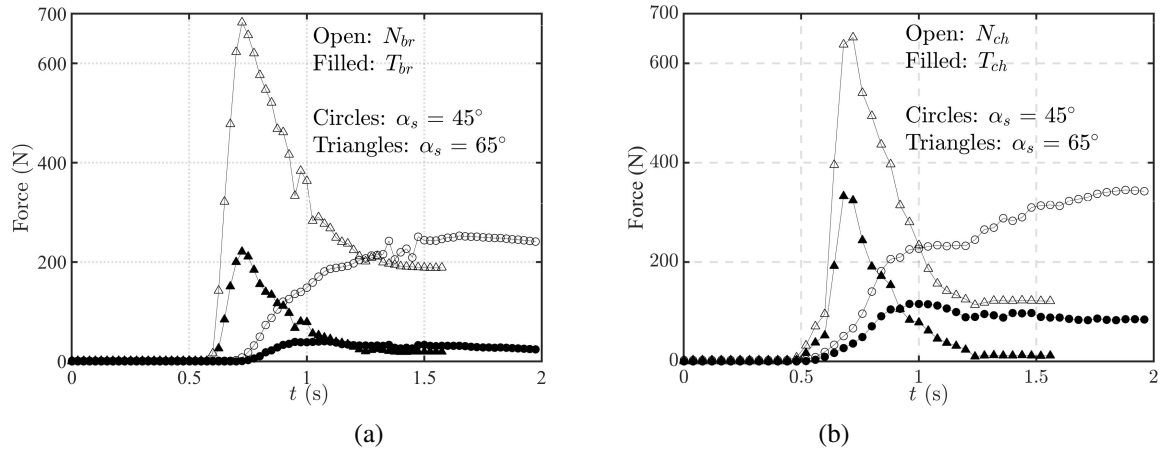 700
600
400
200
0
Force (N)
Open: N_br
Filled: T_br
Circles: α_s = 45°
Triangles: α_s = 65°
0 0.5 1 1.5 2
t (s)
(a)
700
600
400
200
0
Force (N)
Open: N_ch
Filled: T_ch
Circles: α_s = 45°
Triangles: α_s = 65°
0 0.5 1 1.5 2
t (s)
(b)